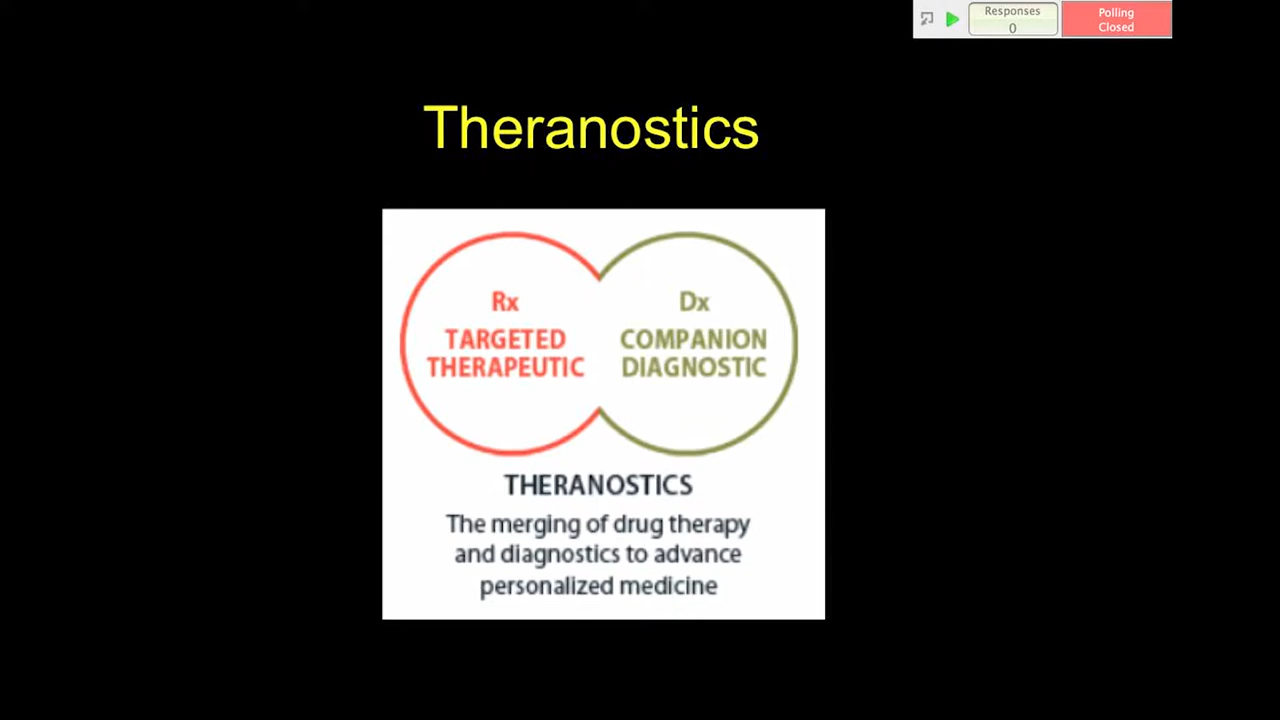 Responses
0
Polling
Closed
Theranostics
Rx
TARGETED
THERAPEUTIC
Dx
COMPANION
DIAGNOSTIC
THERANOSTICS
The merging of drug therapy
and diagnostics to advance
personalized medicine